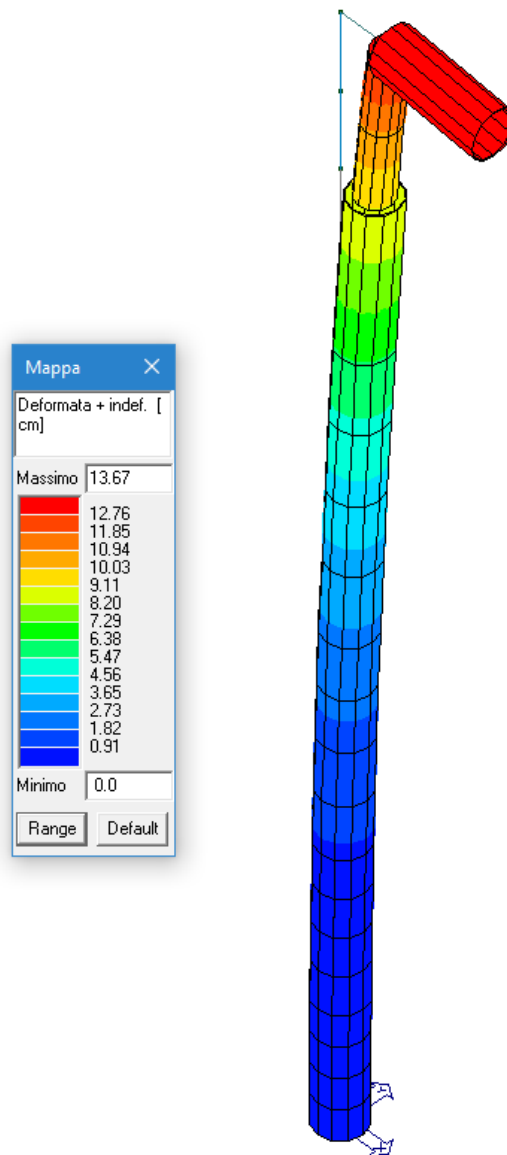 Mappa
Deformata + indef. [
cm]
Massimo 13.67
12.76
11.85
10.94
10.03
9.11
8.20
7.29
6.38
5.47
4.56
3.65
2.73
1.82
0.91
Minimo 0.0
Range Default